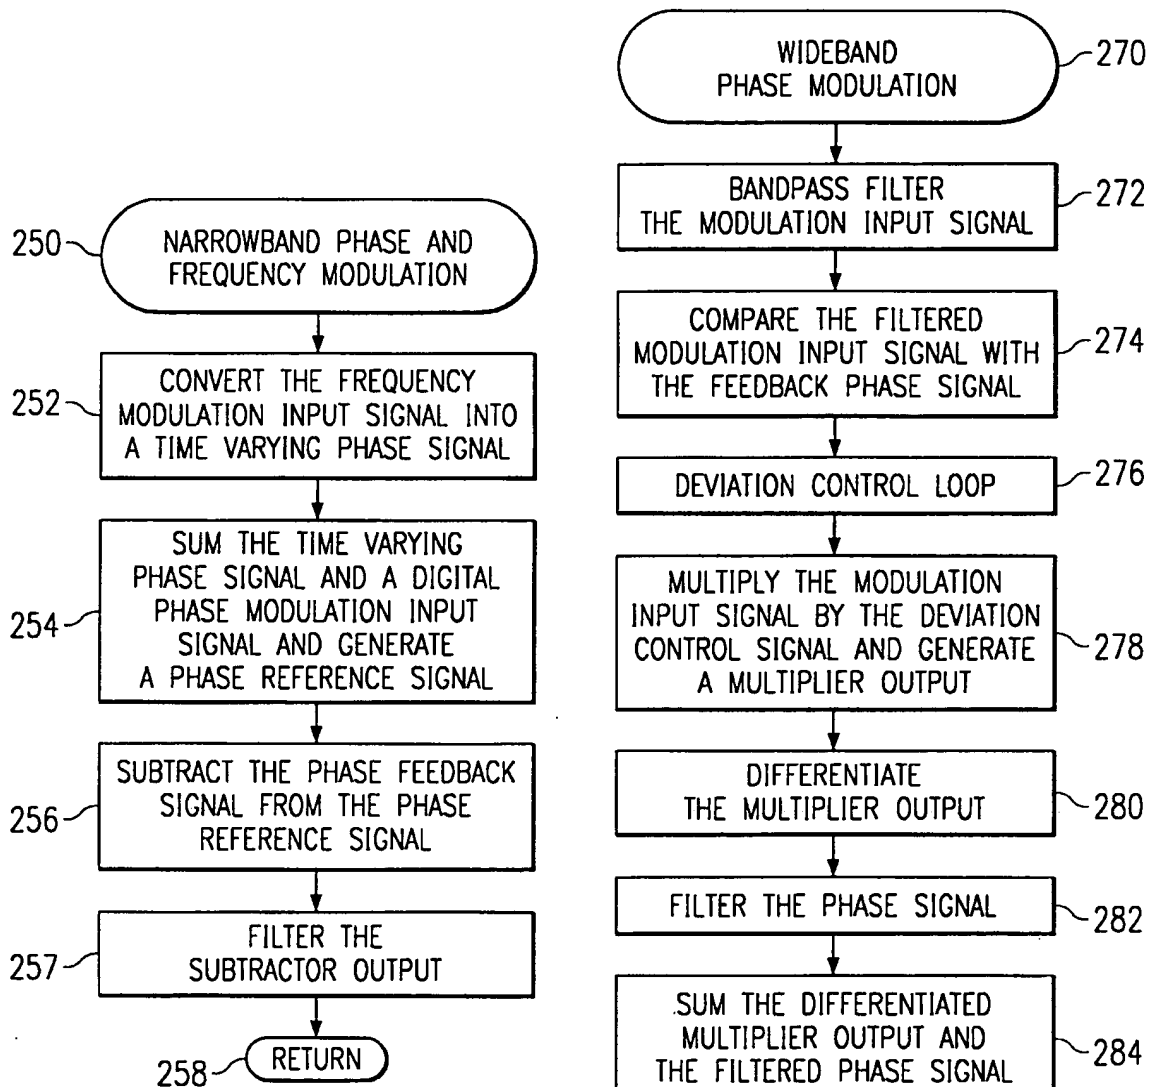 250
NARROWBAND PHASE AND
FREQUENCY MODULATION
252
CONVERT THE FREQUENCY
MODULATION INPUT SIGNAL INTO
A TIME VARYING PHASE SIGNAL
254
SUM THE TIME VARYING
PHASE SIGNAL AND A DIGITAL
PHASE MODULATION INPUT
SIGNAL AND GENERATE
A PHASE REFERENCE SIGNAL
256
SUBTRACT THE PHASE FEEDBACK
SIGNAL FROM THE PHASE
REFERENCE SIGNAL
257
FILTER THE
SUBTRACTOR OUTPUT
258
RETURN
WIDEBAND
PHASE MODULATION
270
BANDPASS FILTER
THE MODULATION INPUT SIGNAL
272
COMPARE THE FILTERED
MODULATION INPUT SIGNAL WITH
THE FEEDBACK PHASE SIGNAL
274
DEVIATION CONTROL LOOP
276
MULTIPLY THE MODULATION
INPUT SIGNAL BY THE DEVIATION
CONTROL SIGNAL AND GENERATE
A MULTIPLIER OUTPUT
278
DIFFERENTIATE
THE MULTIPLIER OUTPUT
280
FILTER THE PHASE SIGNAL
282
SUM THE DIFFERENTIATED
MULTIPLIER OUTPUT AND
THE FILTERED PHASE SIGNAL
284